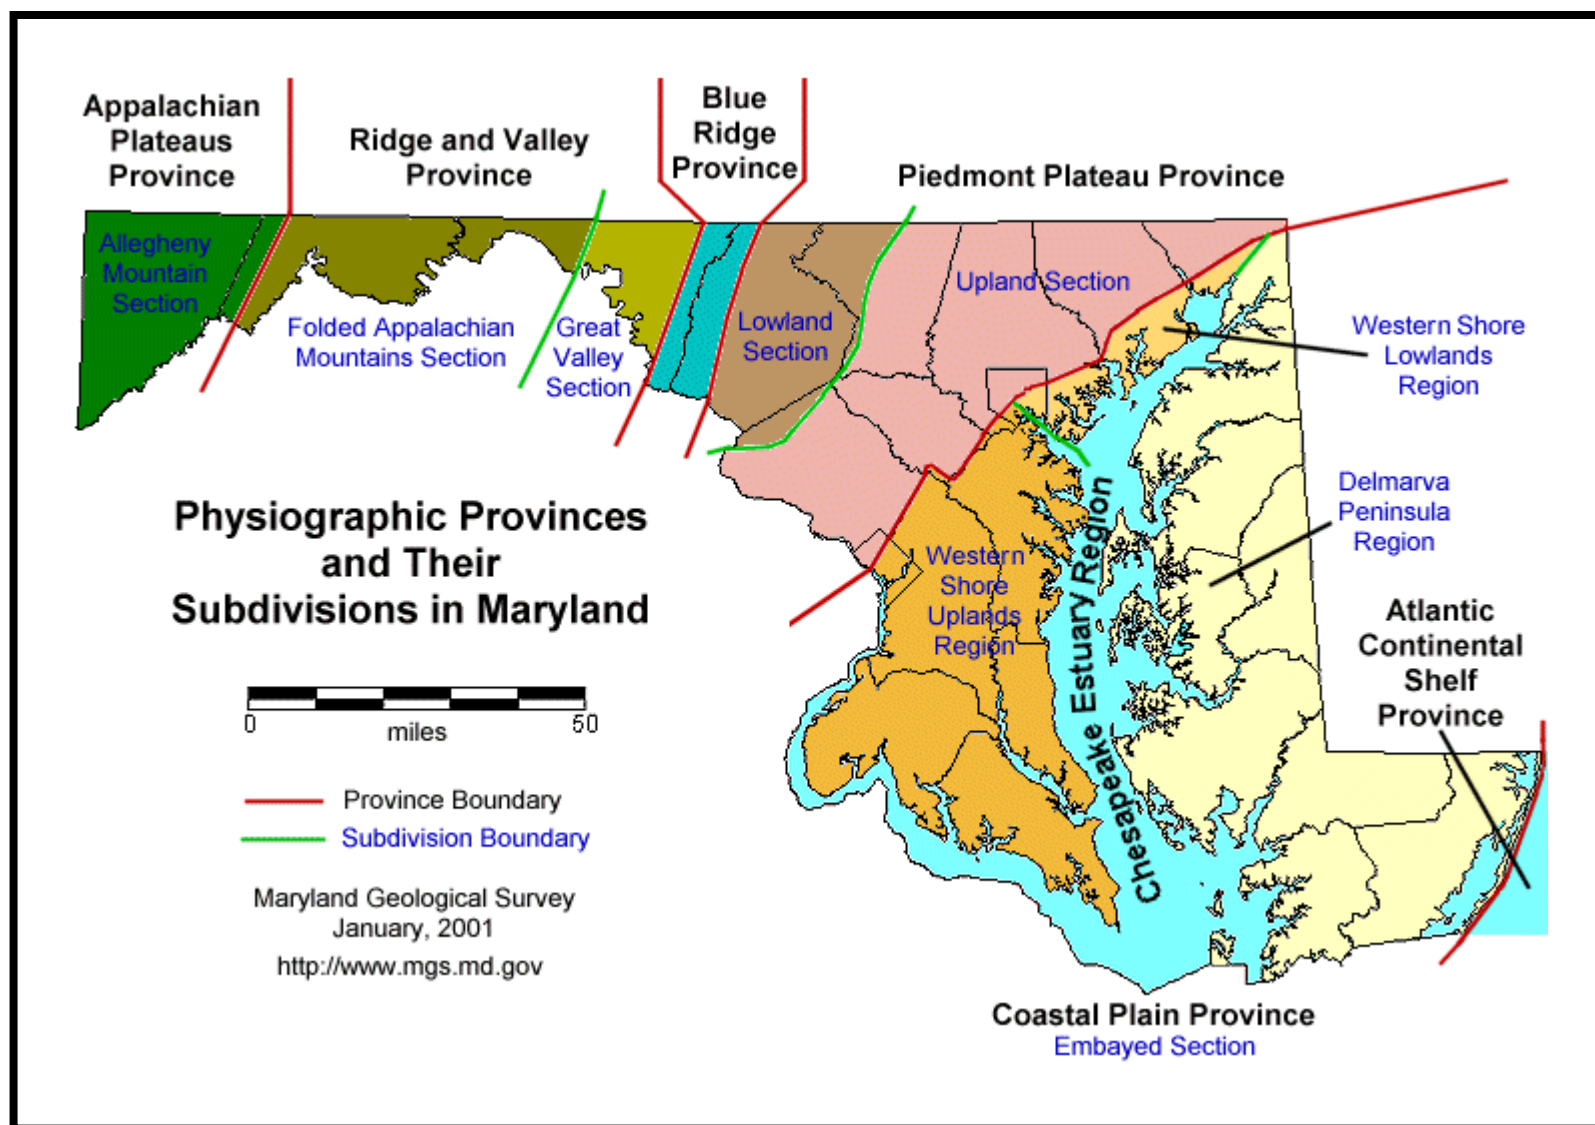 Appalachian
Plateaus
Province
Ridge and Valley
Province
Blue
Ridge
Province
Piedmont Plateau Province
Allegheny
Mountain
Section
Folded Appalachian
Mountains Section
Great
Valley
Section
Lowland
Section
Upland Section
Western Shore
Lowlands
Region
Delmarva
Peninsula
Region
Western
Shore
Uplands
Region
Chesapeake Estuary Region
Atlantic
Continental
Shelf
Province
Physiographic Provinces
and Their
Subdivisions in Maryland
0 50
miles
Province Boundary
Subdivision Boundary
Maryland Geological Survey
January, 2001
http://www.mgs.md.gov
Coastal Plain Province
Embayed Section